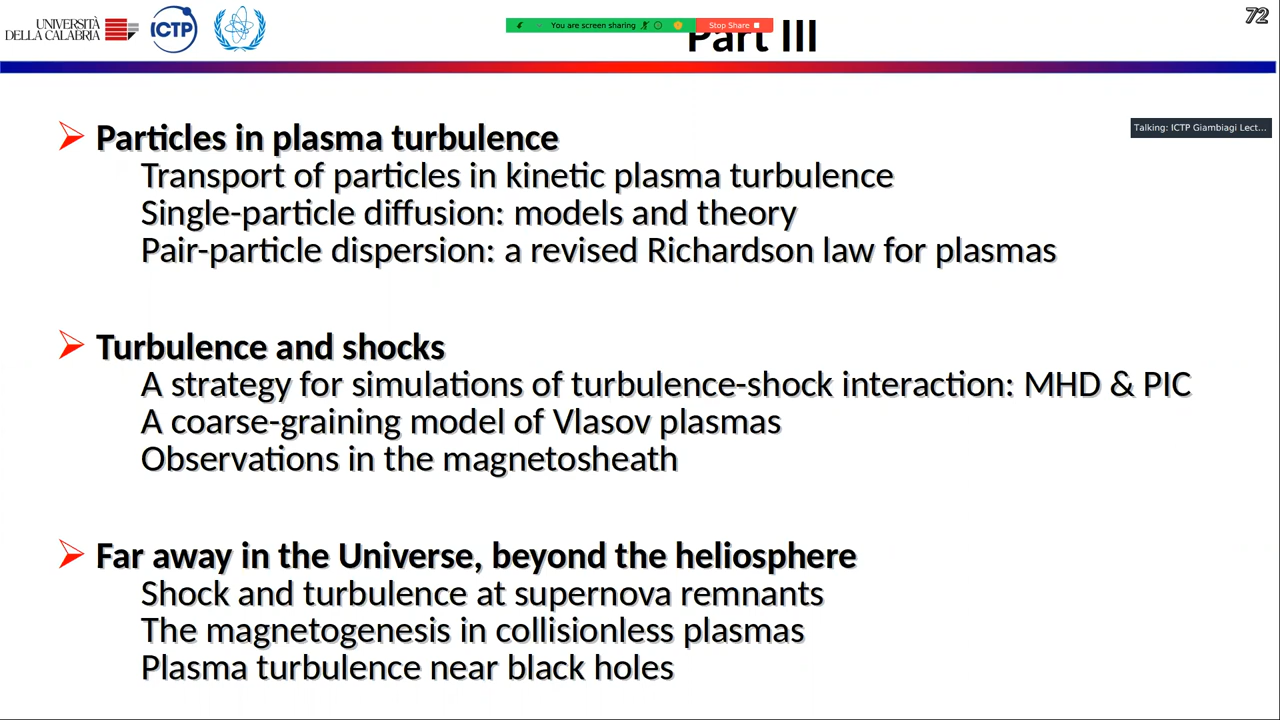 UNIVERSITÀ
DELLA CALABRIA
ICTP
You are screen sharing
Stop Share
Part III
72
Talking: ICTP Giambiagi Lect...
Particles in plasma turbulence
Transport of particles in kinetic plasma turbulence
Single-particle diffusion: models and theory
Pair-particle dispersion: a revised Richardson law for plasmas
Turbulence and shocks
A strategy for simulations of turbulence-shock interaction: MHD & PIC
A coarse-graining model of Vlasov plasmas
Observations in the magnetosheath
Far away in the Universe, beyond the heliosphere
Shock and turbulence at supernova remnants
The magnetogenesis in collisionless plasmas
Plasma turbulence near black holes